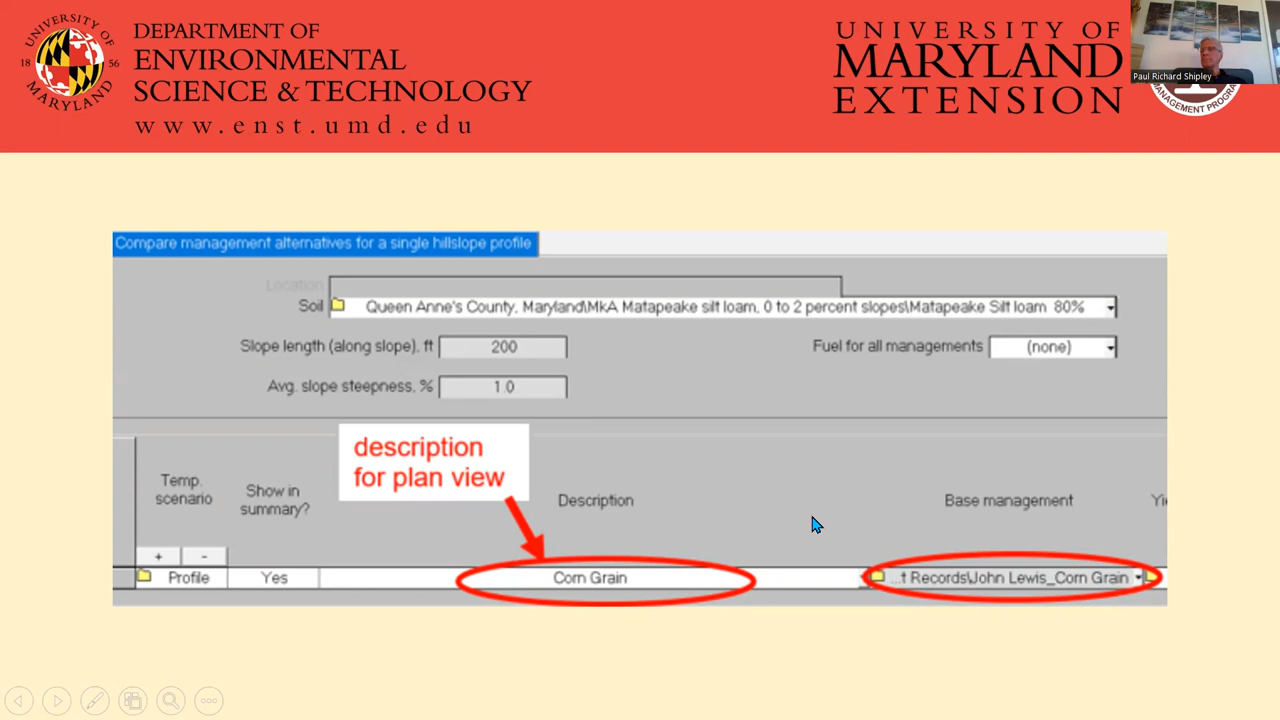 UNIVERSITY OF
18 56
MARYLAND
DEPARTMENT OF
ENVIRONMENTAL
SCIENCE & TECHNOLOGY
www.enst.umd.edu
UNIVERSITY OF
MARYLAND
EXTENSION
Paul Richard Shipley
MANAGEMENT PROGR
Compare management alternatives for a single hillslope profile
Location
Soil Queen Anne's County, Maryland\MkA Matapeake silt loam, 0 to 2 percent slopes\Matapeake Silt loam 80%
Slope length (along slope), ft 200 Fuel for all managements (none)
Avg. slope steepness, % 1.0
description
for plan view
Temp. scenario Show in summary? Description Base management Yie
+ -
Profile Yes Corn Grain ...t Records\John Lewis_Corn Grain